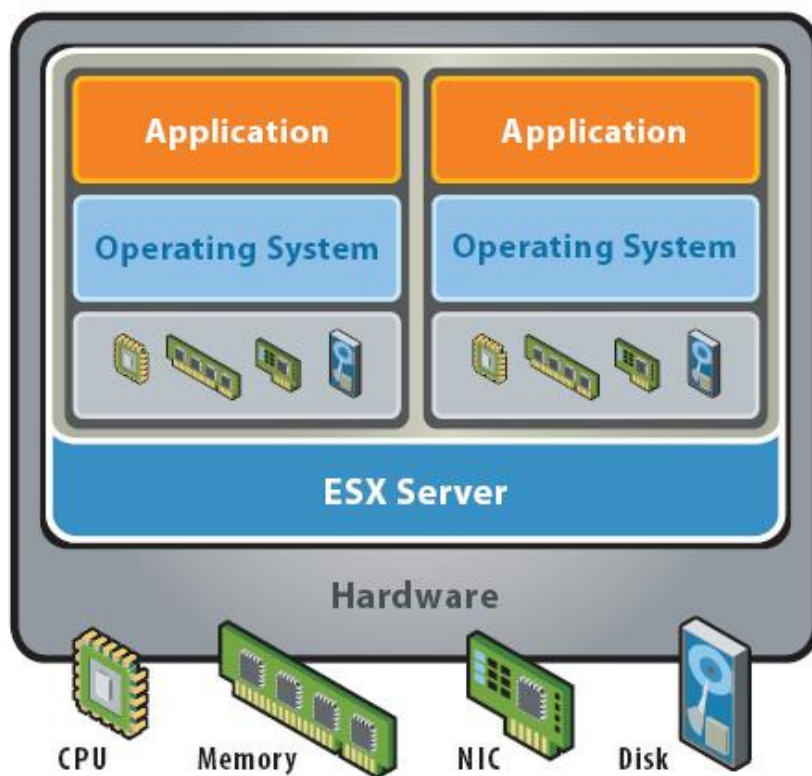 Application
Application
Operating System
Operating System
ESX Server
Hardware
CPU
Memory
NIC
Disk